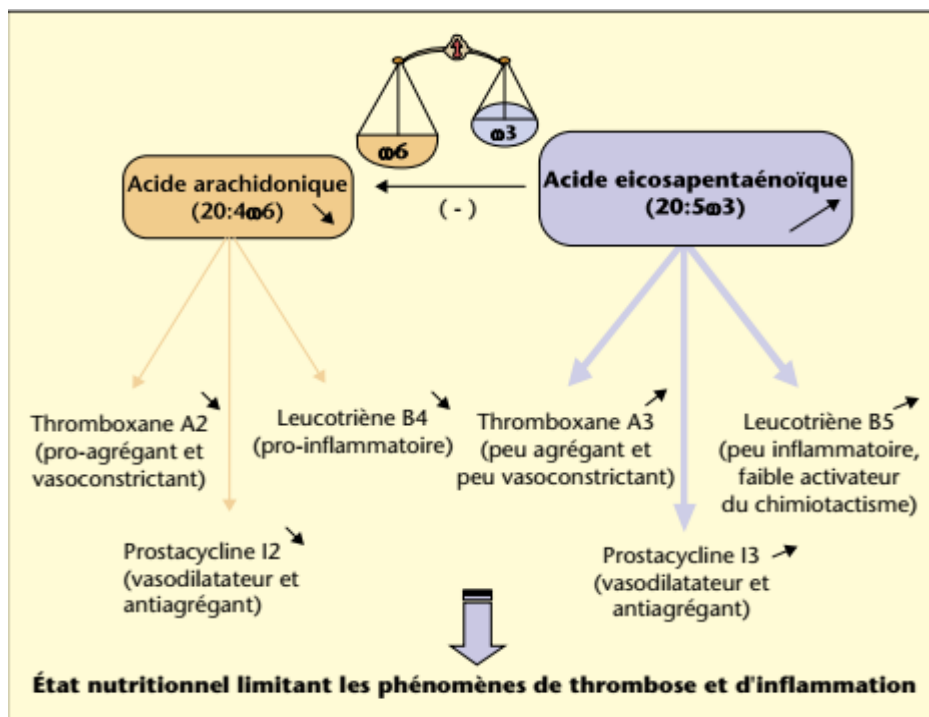 ω6
ω3
Acide arachidonique
(20:4ω6)
( - )
Acide eicosapentaénoïque
(20:5ω3)
Thromboxane A2
(pro-agrégant et
vasoconstrictant)
Leucotriène B4
(pro-inflammatoire)
Prostacycline I2
(vasodilatateur et
antiagrégant)
Thromboxane A3
(peu agrégant et
peu vasoconstrictant)
Leucotriène B5
(peu inflammatoire,
faible activateur
du chimiotactisme)
Prostacycline I3
(vasodilatateur et
antiagrégant)
État nutritionnel limitant les phénomènes de thrombose et d'inflammation